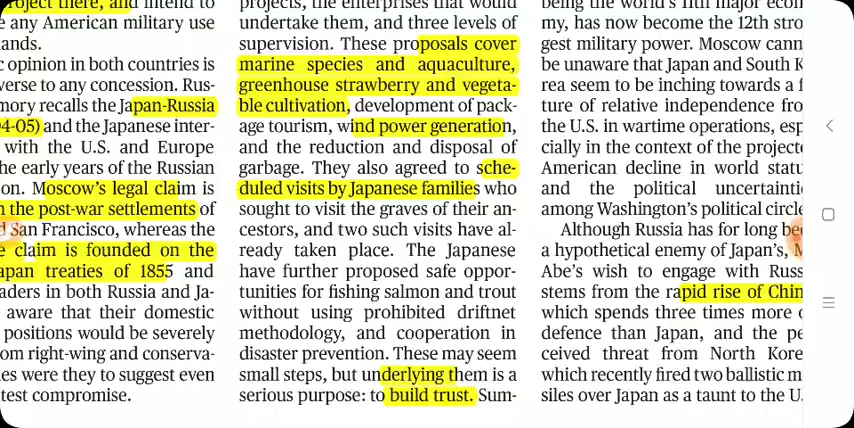 roject there, and intend to
e any American military use
ands.
c opinion in both countries is
verse to any concession. Rus-
mory recalls the Japan-Russia
4-05) and the Japanese inter-
with the U.S. and Europe
he early years of the Russian
on. Moscow's legal claim is
n the post-war settlements of
d San Francisco, whereas the
e claim is founded on the
apan treaties of 1855 and
aders in both Russia and Ja-
aware that their domestic
positions would be severely
om right-wing and conserva-
es were they to suggest even
test compromise.
projects, the enterprises that would
undertake them, and three levels of
supervision. These proposals cover
marine species and aquaculture,
greenhouse strawberry and vegeta-
ble cultivation, development of pack-
age tourism, wind power generation,
and the reduction and disposal of
garbage. They also agreed to sche-
duled visits by Japanese families who
sought to visit the graves of their an-
cestors, and two such visits have al-
ready taken place. The Japanese
have further proposed safe oppor-
tunities for fishing salmon and trout
without using prohibited driftnet
methodology, and cooperation in
disaster prevention. These may seem
small steps, but underlying them is a
serious purpose: to build trust. Sum-
being the world's 11th major econ
my, has now become the 12th stro
gest military power. Moscow cann
be unaware that Japan and South K
rea seem to be inching towards a f
ture of relative independence fro
the U.S. in wartime operations, esp
cially in the context of the project
American decline in world statu
and the political uncertainti
among Washington's political circle
Although Russia has for long be
a hypothetical enemy of Japan's, M
Abe's wish to engage with Russ
stems from the rapid rise of Chin
which spends three times more o
defence than Japan, and the pe
ceived threat from North Kore
which recently fired two ballistic m
siles over Japan as a taunt to the U.